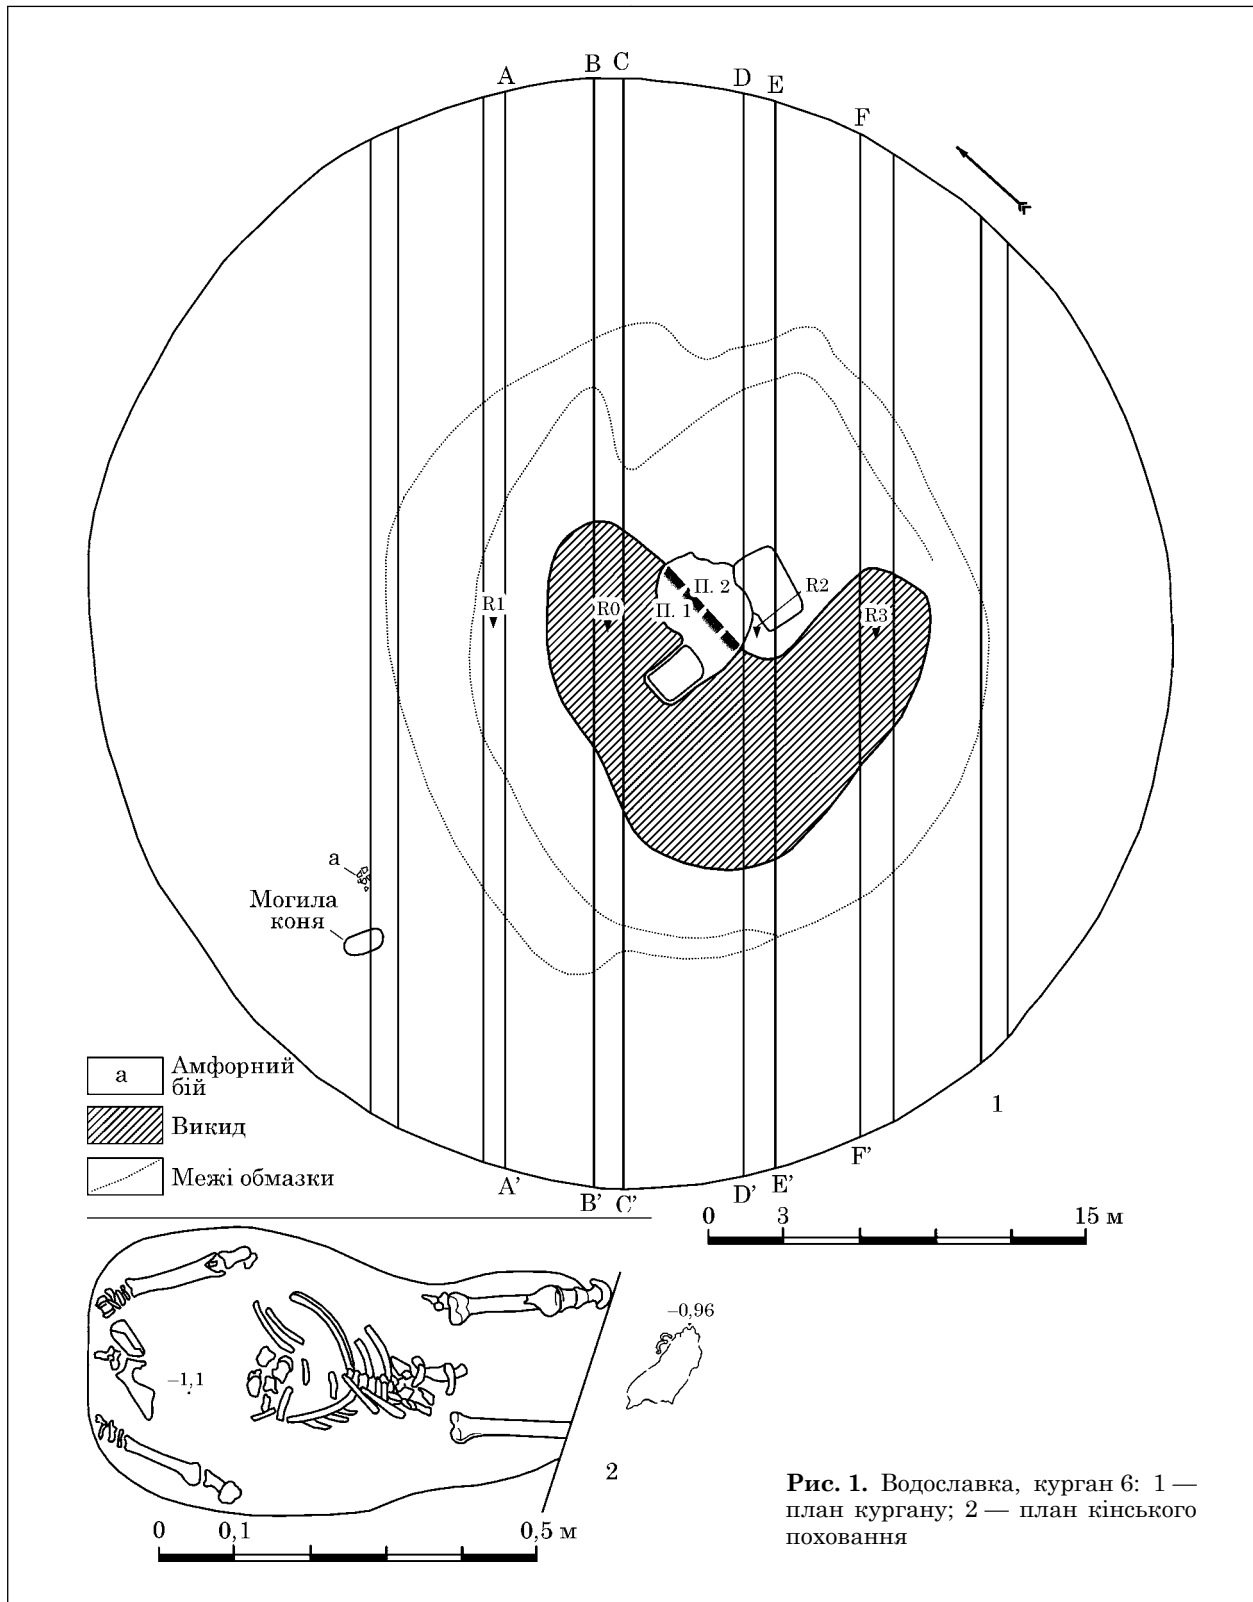 A
B
C
D
E
F
R1
R0
П. 1
П. 2
R2
R3
а
Могила
коня
а
Амфорний
бій
Викид
Межі обмазки
1
A'
B'
C'
D'
E'
F'
0
3
15 м
–0,96
–1,1
2
0
0,1
0,5 м
Рис. 1. Водославка, курган 6: 1 —
план кургану; 2 — план кінського
поховання